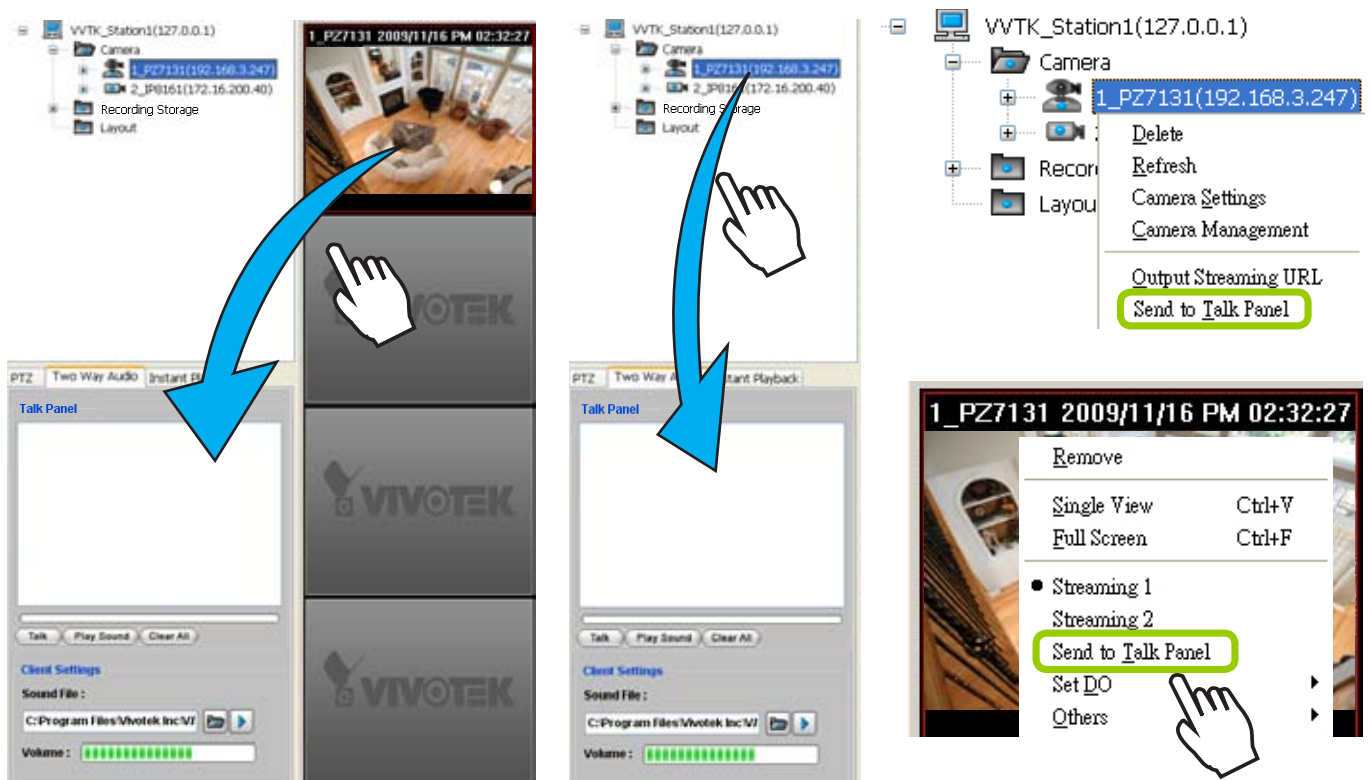 VVTK_Station1(127.0.0.1)
Camera
1_PZ7131(192.168.3.247)
2_IP8161(172.16.200.40)
Recording Storage
Layout
1_PZ7131 2009/11/16 PM 02:32:27
VIVOTEK
VIVOTEK
PTZ Two Way Audio Instant
Talk Panel
Talk Play Sound Clear All
Client Settings
Sound File :
C:\Program Files\Vivotek Inc\V
Volume :
VVTK_Station1(127.0.0.1)
Camera
1_PZ7131(192.168.3.247)
2_IP8161(172.16.200.40)
Recording Storage
Layout
PTZ Two Way Playback
Talk Panel
Talk Play Sound Clear All
Client Settings
Sound File :
C:\Program Files\Vivotek Inc\V
Volume :
VVTK_Station1(127.0.0.1)
Camera
1_PZ7131(192.168.3.247)
Delete
Refresh
Camera Settings
Camera Management
Output Streaming URL
Send to Talk Panel
1_PZ7131 2009/11/16 PM 02:32:27
Remove
Single View Ctrl+V
Full Screen Ctrl+F
Streaming 1
Streaming 2
Send to Talk Panel
Set DO
Others